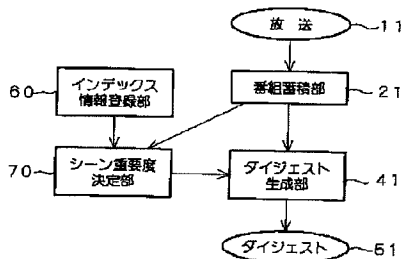 放送
11
60
インデックス
情報登録部
番組蓄積部
21
70
シーン重要度
決定部
ダイジェスト
生成部
41
ダイジェスト
51